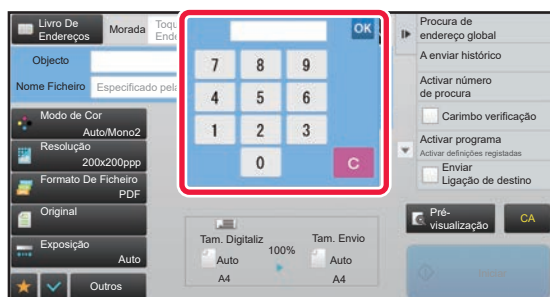 Livro De
Endereços
Morada
Toqu
Ende
Objecto
Nome Ficheiro
Especificado pela
Modo de Cor
Auto/Mono2
Resolução
200x200ppp
Formato De Ficheiro
PDF
Original
Exposição
Auto
Outros
OK
7 8 9
4 5 6
1 2 3
0 C
Tam. Digitaliz
100%
Tam. Envio
Auto
Auto
A4
A4
Procura de
endereço global
A enviar histórico
Activar número
de procura
Carimbo verificação
Activar programa
Activar definições registadas
Enviar
Ligação de destino
Pré-
visualização
CA
Iniciar